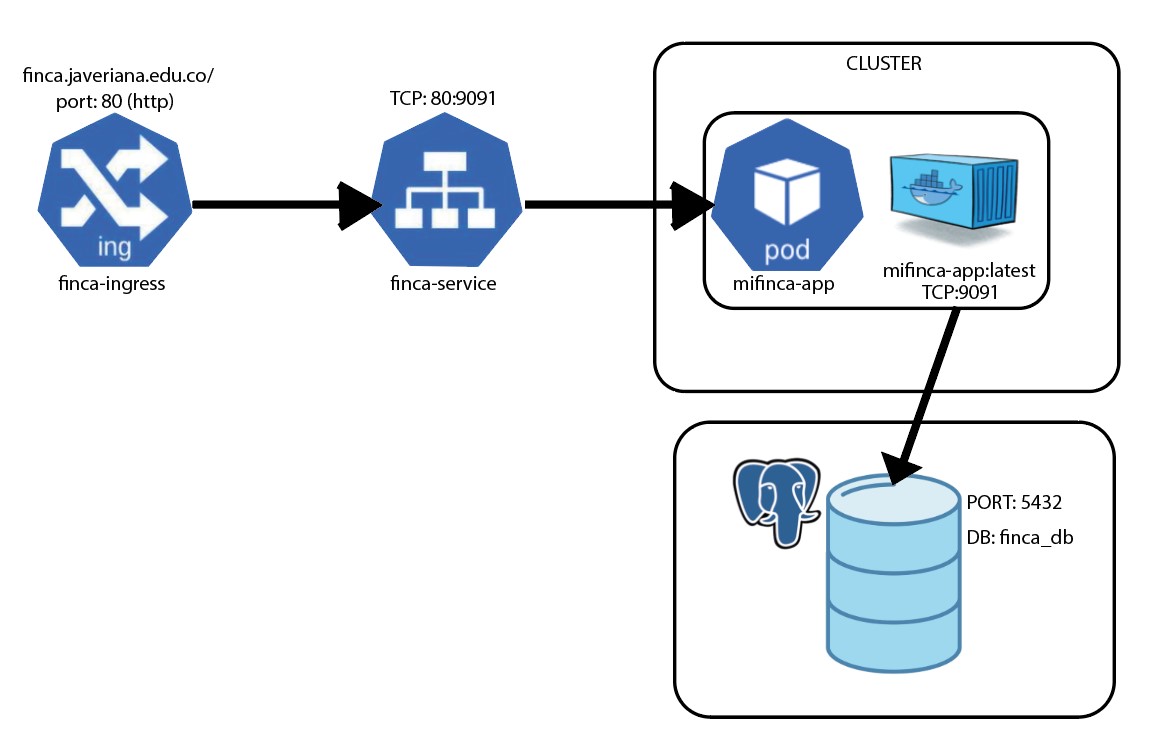 finca.javeriana.edu.co/
port: 80 (http)
ing
finca-ingress
TCP: 80:9091
finca-service
CLUSTER
pod
mifinca-app
mifinca-app:latest
TCP:9091
PORT: 5432
DB: finca_db